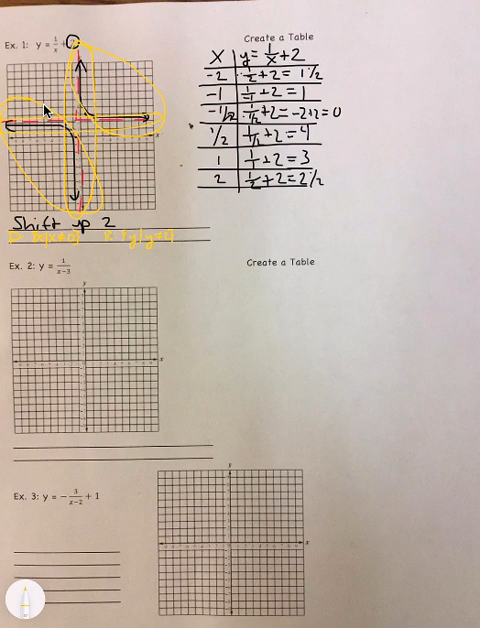 Create a Table
Ex. 1: y = 1/x + 2
x y = 1/x + 2
-2 1/-2 + 2 = 1 1/2
-1 1/-1 + 2 = 1
-1/2 1/-1/2 + 2 = -2+2 = 0
1/2 1/1/2 + 2 = 4
1 1/1 + 2 = 3
2 1/2 + 2 = 2 1/2
Shift up 2
D: {x|x≠0} R: {y|y≠2}
Ex. 2: y = 1/x-3
Create a Table
y
x
y
Ex. 3: y = - 3/x-2 + 1
x